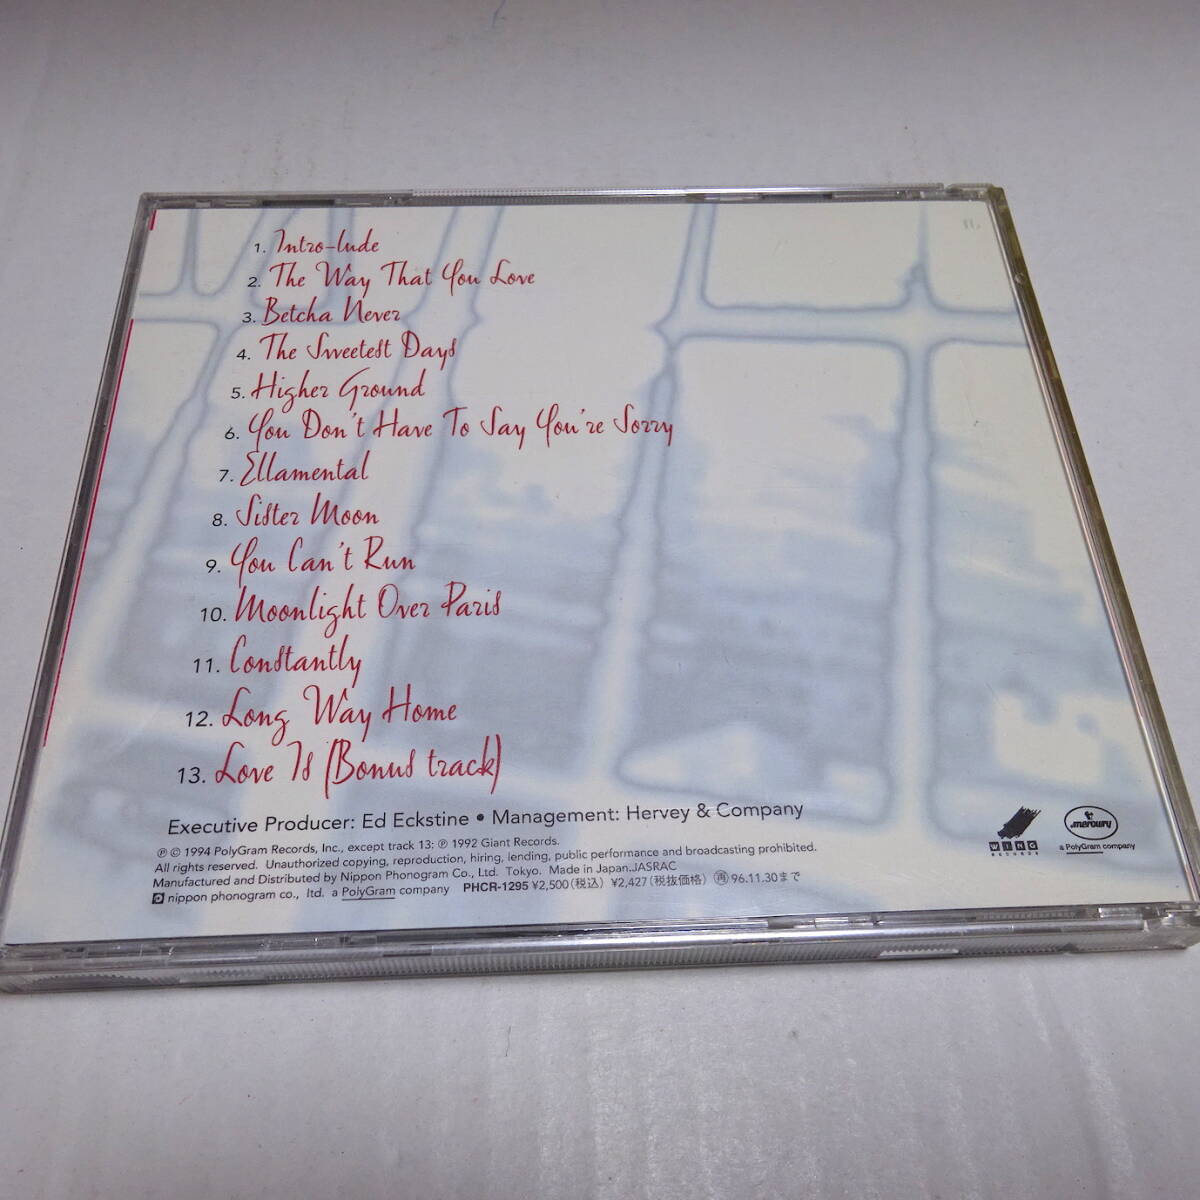 1. Intro-lude
2. The Way That You Love
3. Betcha Never
4. The Sweetest Days
5. Higher Ground
6. You Don't Have To Say You're Sorry
7. Ellamental
8. Sister Moon
9. You Can't Run
10. Moonlight Over Paris
11. Constantly
12. Long Way Home
13. Love Is (Bonus track)
Executive Producer: Ed Eckstine • Management: Hervey & Company
℗ © 1994 PolyGram Records, Inc., except track 13: ℗ 1992 Giant Records.
All rights reserved. Unauthorized copying, reproduction, hiring, lending, public performance and broadcasting prohibited.
Manufactured and Distributed by Nippon Phonogram Co., Ltd. Tokyo. Made in Japan.JASRAC
nippon phonogram co., ltd. a PolyGram company PHCR-1295 ¥2,500(税込) ¥2,427(税抜価格) 再 96.11.30まで
WING
RECORDS
mercury
a PolyGram company